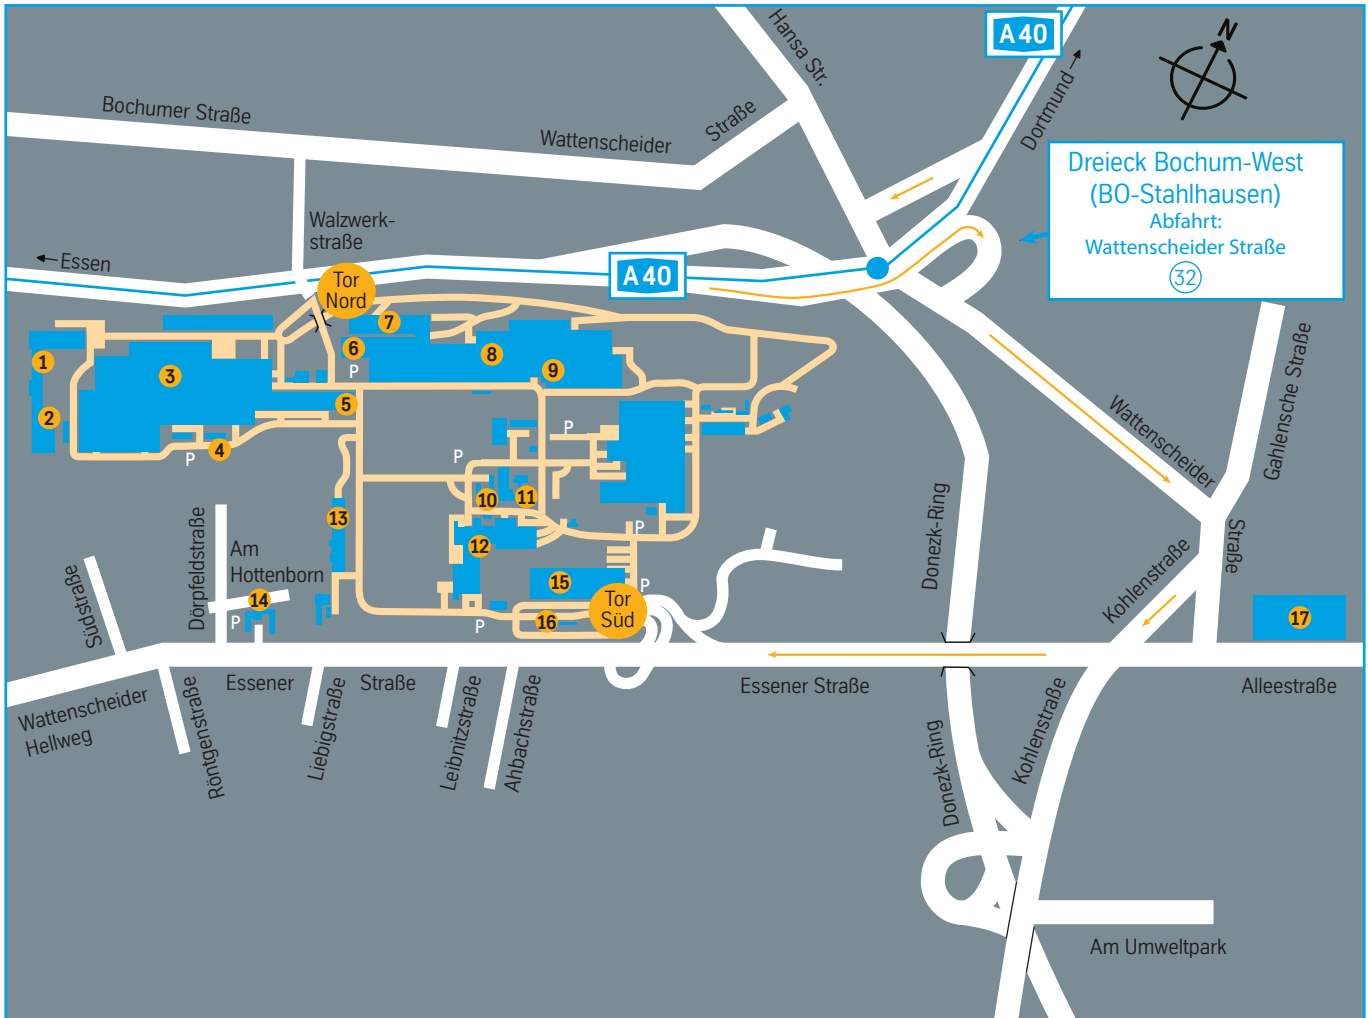 A 40
N
Hansa Str.
Dortmund
Bochumer Straße
Wattenscheider
Straße
Dreieck Bochum-West
(BO-Stahlhausen)
Abfahrt:
Wattenscheider Straße
32
Walzwerk-
straße
Essen
A 40
Tor
Nord
7
1
6
8
3
9
P
5
2
4
P
P
P
10
11
13
12
P
15
P
Tor
Süd
16
P
Am
Hottenborn
14
P
Dörpfeldstraße
Südstraße
Wattenscheider
Gahlensche Straße
Straße
Kohlenstraße
Donezk-Ring
17
Essener
Straße
Essener Straße
Alleestraße
Wattenscheider
Hellweg
Röntgenstraße
Liebigstraße
Leibnitzstraße
Ahbachstraße
Donezk-Ring
Kohlenstraße
Am Umweltpark